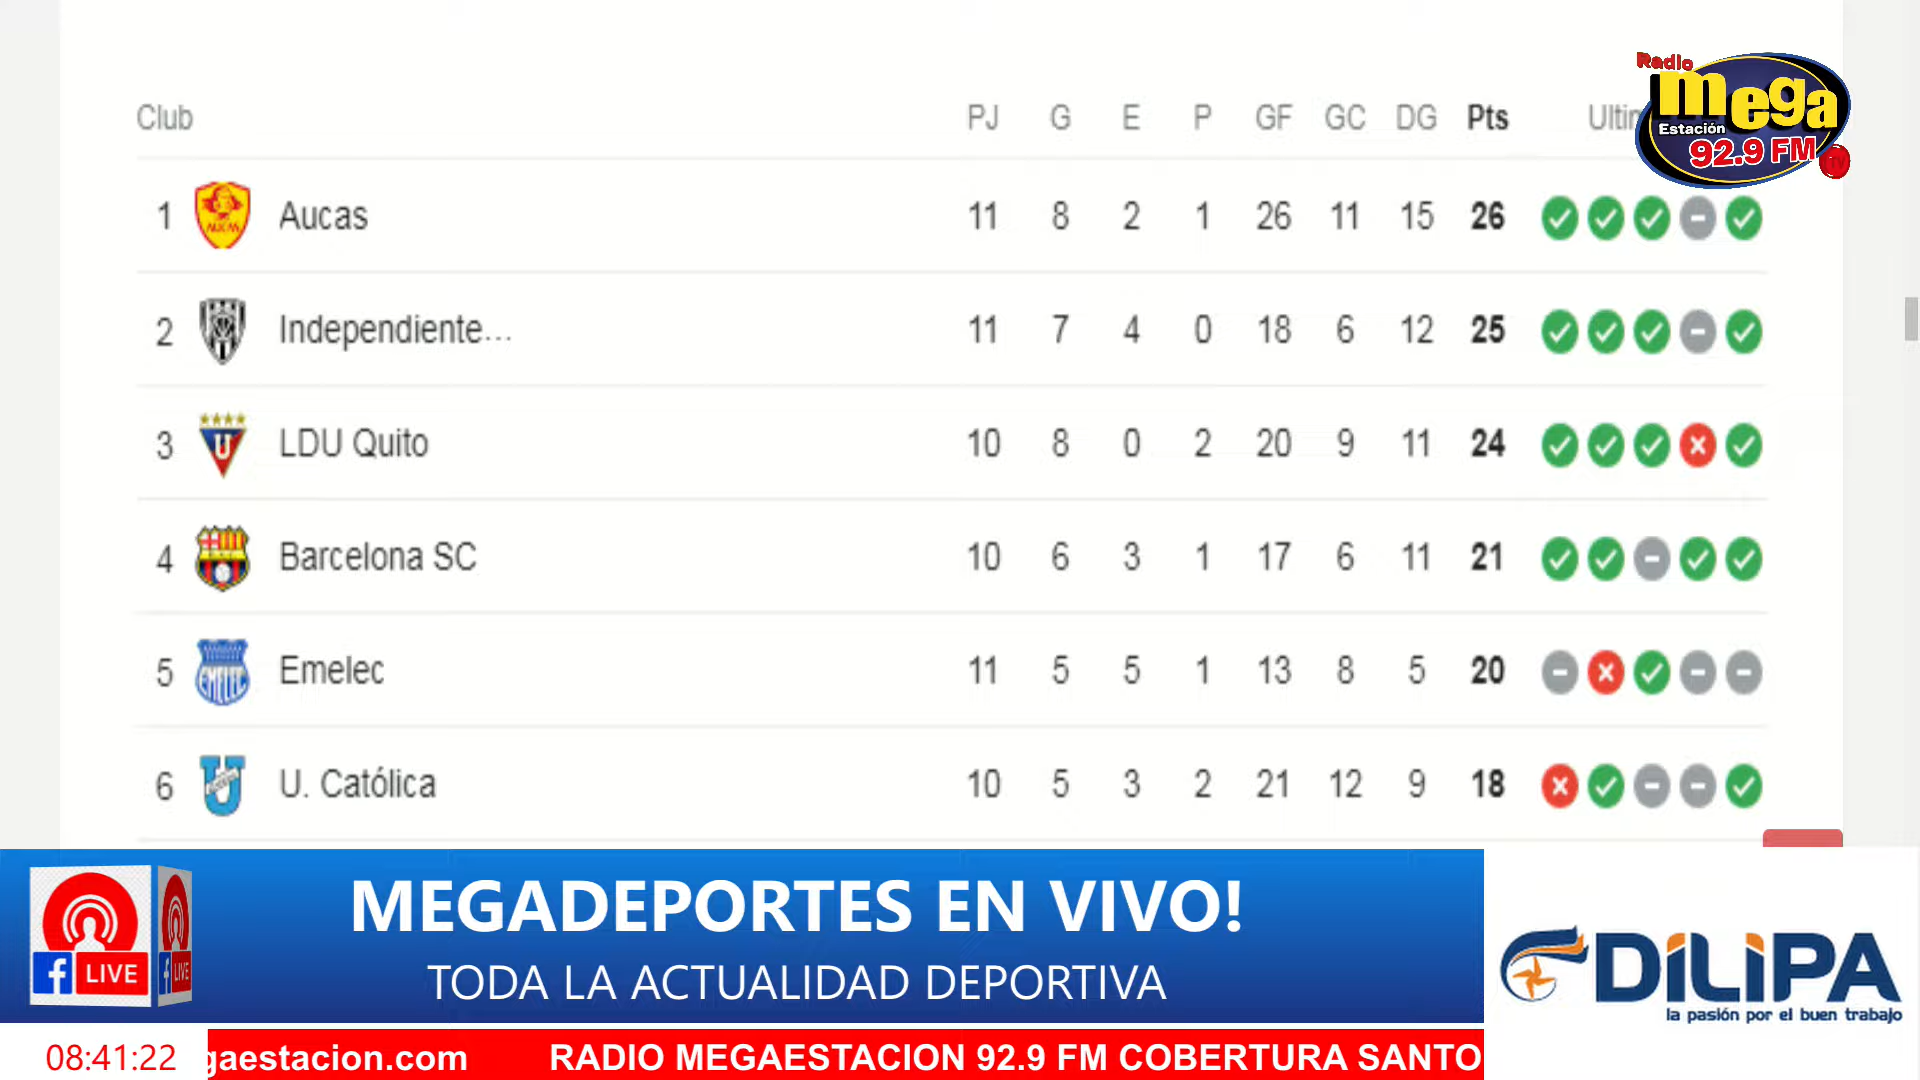 Club PJ G E P GF GC DG Pts Ultim
Radio
mega
Estación
92.9 FM
TV
1 AUCAS Aucas 11 8 2 1 26 11 15 26
2 Independiente... 11 7 4 0 18 6 12 25
3 U LDU Quito 10 8 0 2 20 9 11 24
4 Barcelona SC 10 6 3 1 17 6 11 21
5 EMELEC Emelec 11 5 5 1 13 8 5 20
6 U. Católica 10 5 3 2 21 12 9 18
MEGADEPORTES EN VIVO!
TODA LA ACTUALIDAD DEPORTIVA
f LIVE
f LIVE
DiLiPA
la pasión por el buen trabajo
08:41:22 gaestacion.com RADIO MEGAESTACION 92.9 FM COBERTURA SANTO